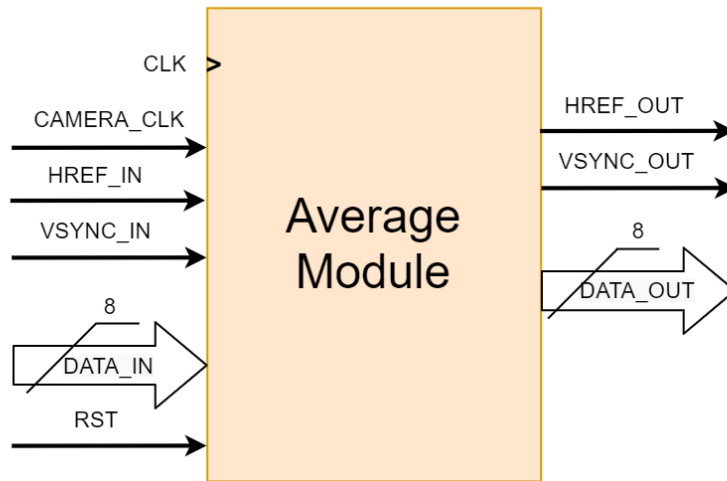 CLK
>
CAMERA_CLK
HREF_IN
VSYNC_IN
8
DATA_IN
RST
Average
Module
HREF_OUT
VSYNC_OUT
8
DATA_OUT